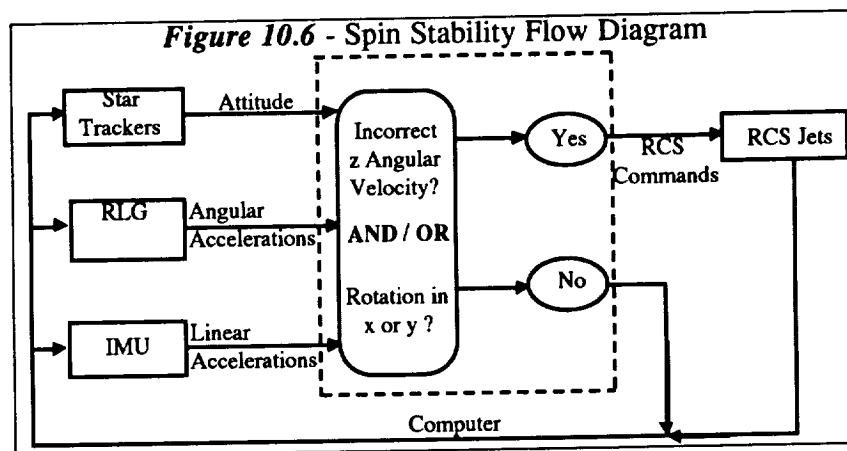 Figure 10.6 - Spin Stability Flow Diagram
Star
Trackers
Attitude
Incorrect
z Angular
Velocity?
AND / OR
Rotation in
x or y ?
Yes
RCS
Commands
RCS Jets
RLG
Angular
Accelerations
No
IMU
Linear
Accelerations
Computer